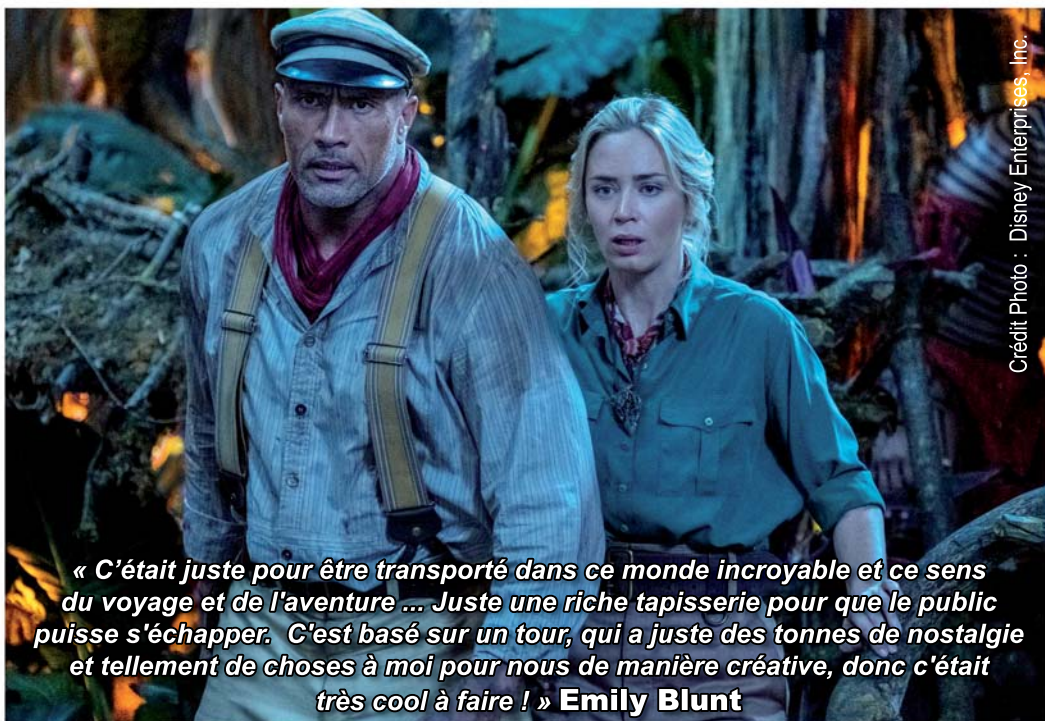 Crédit Photo : Disney Enterprises, Inc.
« C’était juste pour être transporté dans ce monde incroyable et ce sens
du voyage et de l'aventure ... Juste une riche tapisserie pour que le public
puisse s'échapper. C'est basé sur un tour, qui a juste des tonnes de nostalgie
et tellement de choses à moi pour nous de manière créative, donc c'était
très cool à faire ! » Emily Blunt